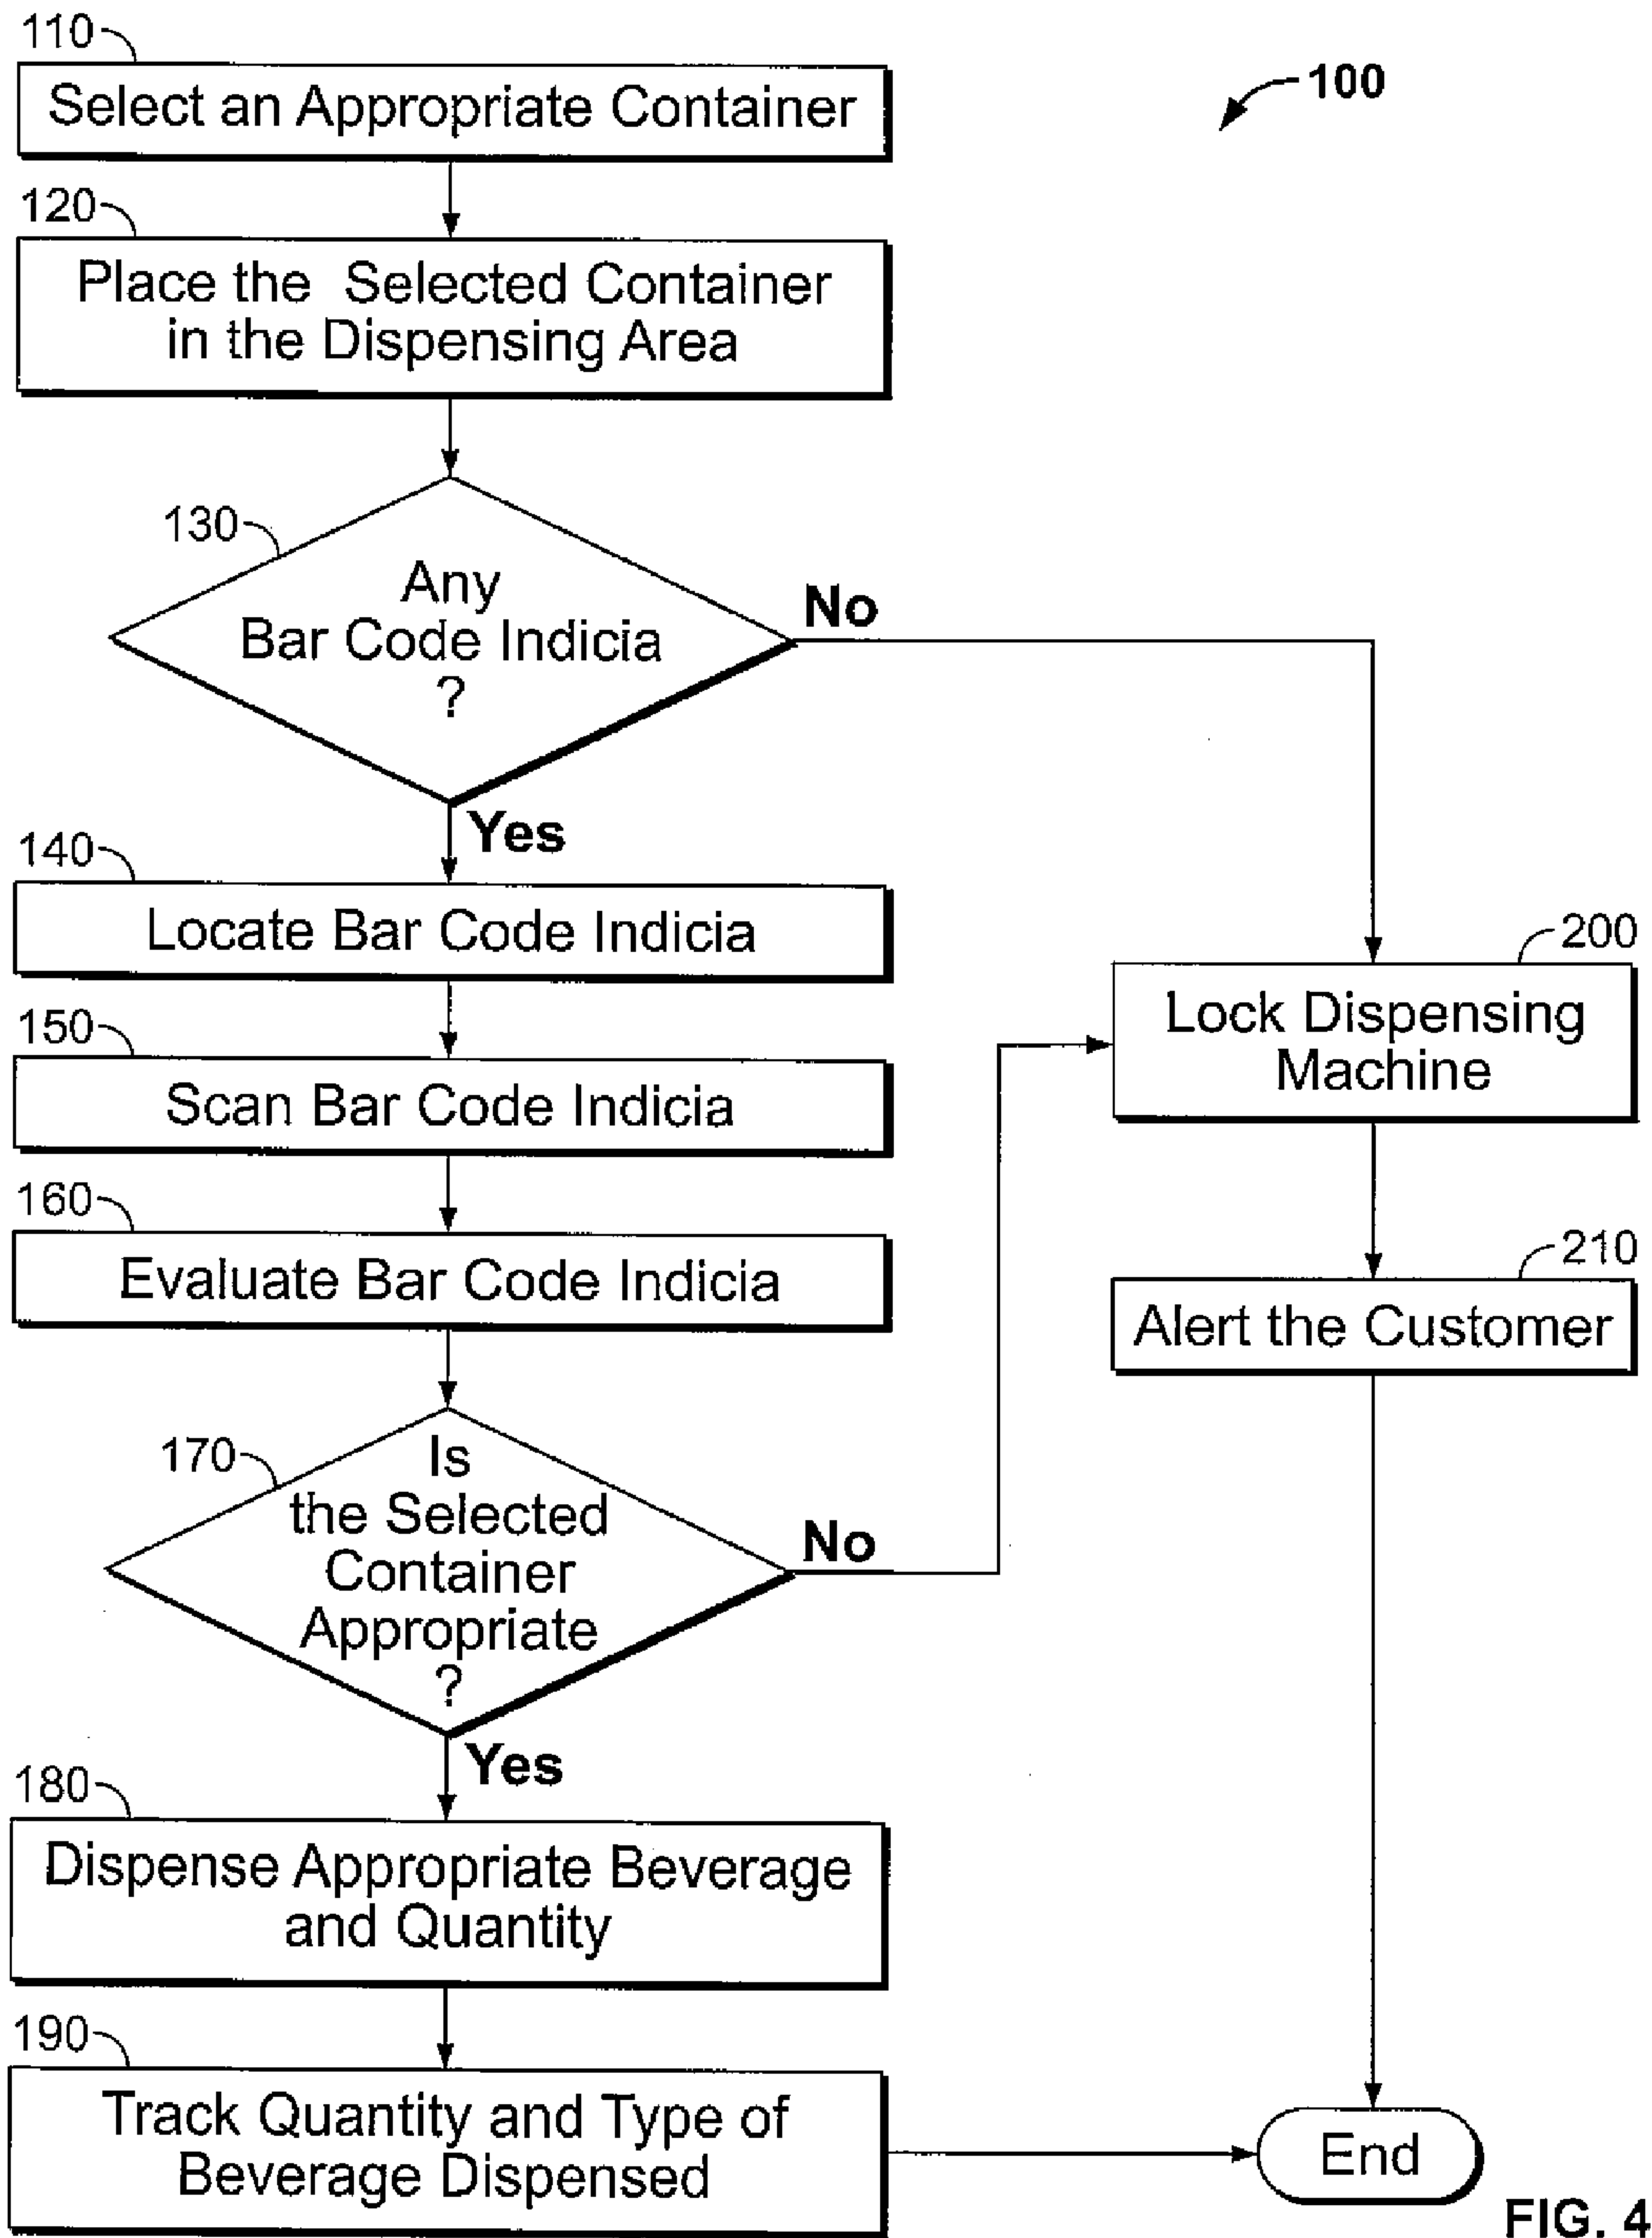 110
Select an Appropriate Container
100
120
Place the Selected Container
in the Dispensing Area
130
Any
Bar Code Indicia
?
No
Yes
140
Locate Bar Code Indicia
150
Scan Bar Code Indicia
160
Evaluate Bar Code Indicia
170
Is
the Selected
Container
Appropriate
?
No
Yes
180
Dispense Appropriate Beverage
and Quantity
190
Track Quantity and Type of
Beverage Dispensed
200
Lock Dispensing
Machine
210
Alert the Customer
End
FIG. 4